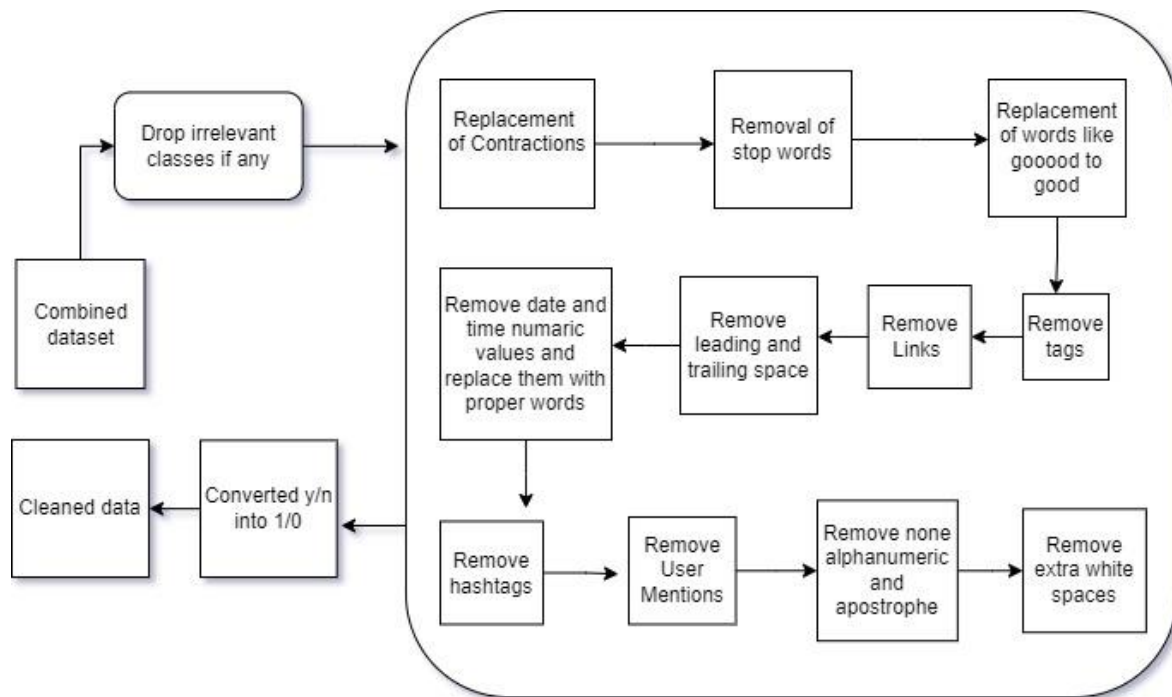 Drop irrelevant
classes if any
Combined
dataset
Replacement
of Contractions
Removal of
stop words
Replacement
of words like
goooood to
good
Remove
tags
Remove
Links
Remove
leading and
trailing space
Remove date and
time numaric
values and
replace them with
proper words
Remove
hashtags
Remove
User
Mentions
Remove none
alphanumeric
and
apostrophe
Remove
extra white
spaces
Converted y/n
into 1/0
Cleaned data